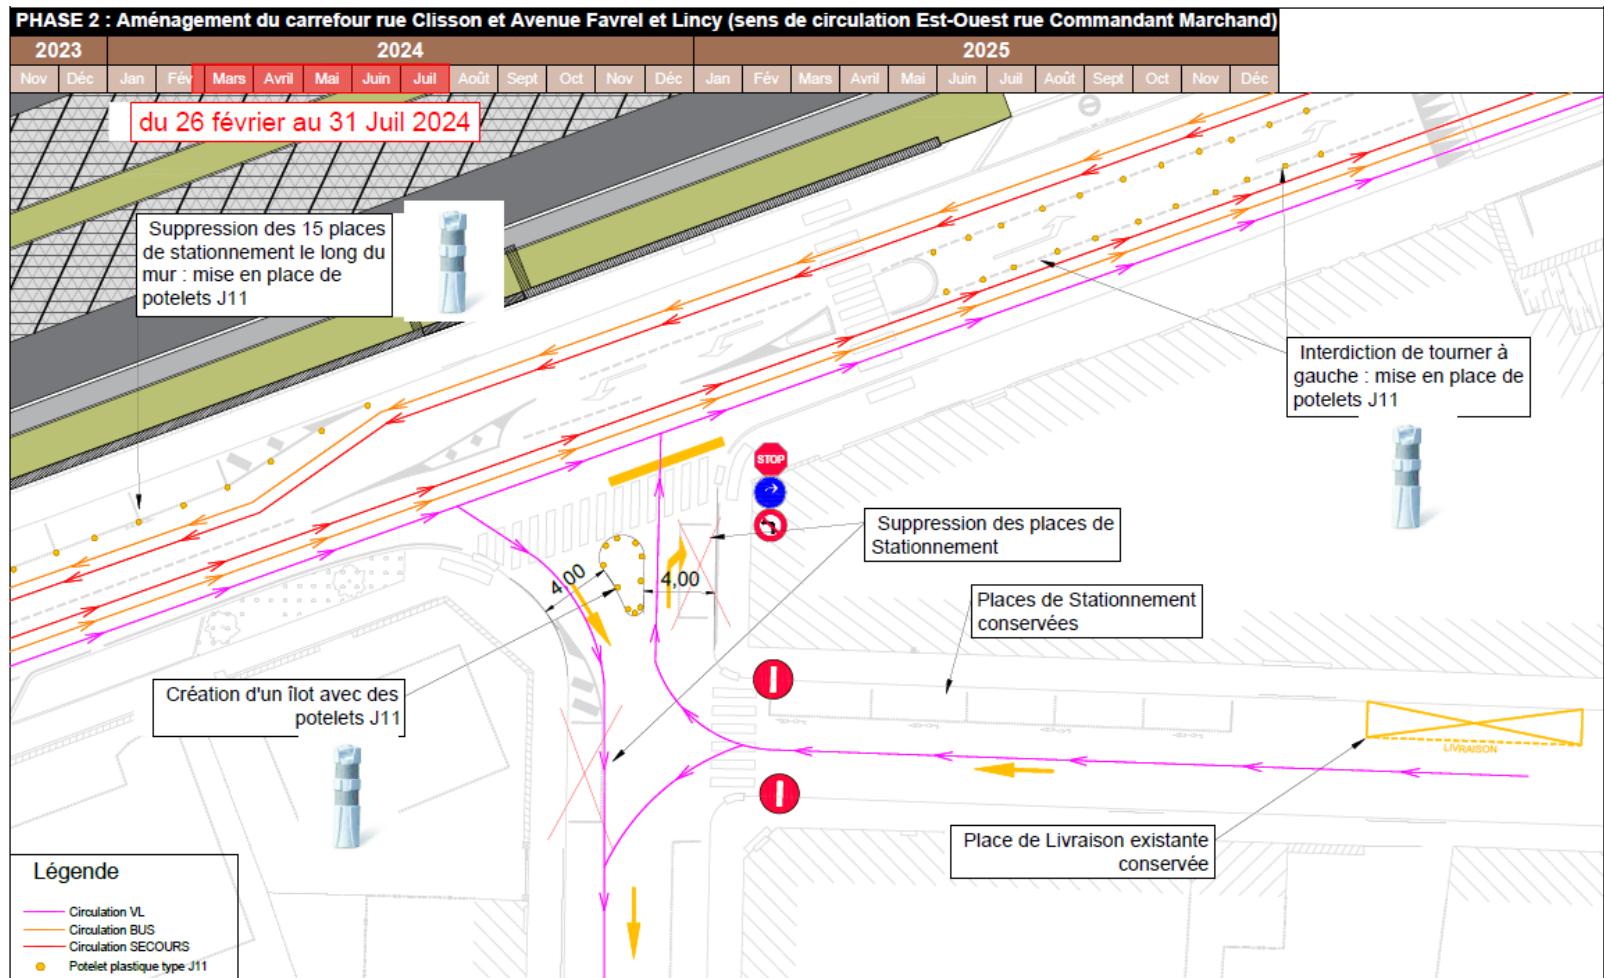 PHASE 2 : Aménagement du carrefour rue Clisson et Avenue Favrel et Lincy (sens de circulation Est-Ouest rue Commandant Marchand)
2023 2024 2025
Nov Déc Jan Fév Mars Avril Mai Juin Juil Août Sept Oct Nov Déc Jan Fév Mars Avril Mai Juin Juil Août Sept Oct Nov Déc
du 26 février au 31 Juil 2024
Suppression des 15 places
de stationnement le long du
mur : mise en place de
potelets J11
Interdiction de tourner à
gauche : mise en place de
potelets J11
STOP
Suppression des places de
Stationnement
4,00
4,00
Places de Stationnement
conservées
Création d'un îlot avec des
potelets J11
LIVRAISON
Place de Livraison existante
conservée
Légende
Circulation VL
Circulation BUS
Circulation SECOURS
Potelet plastique type J11